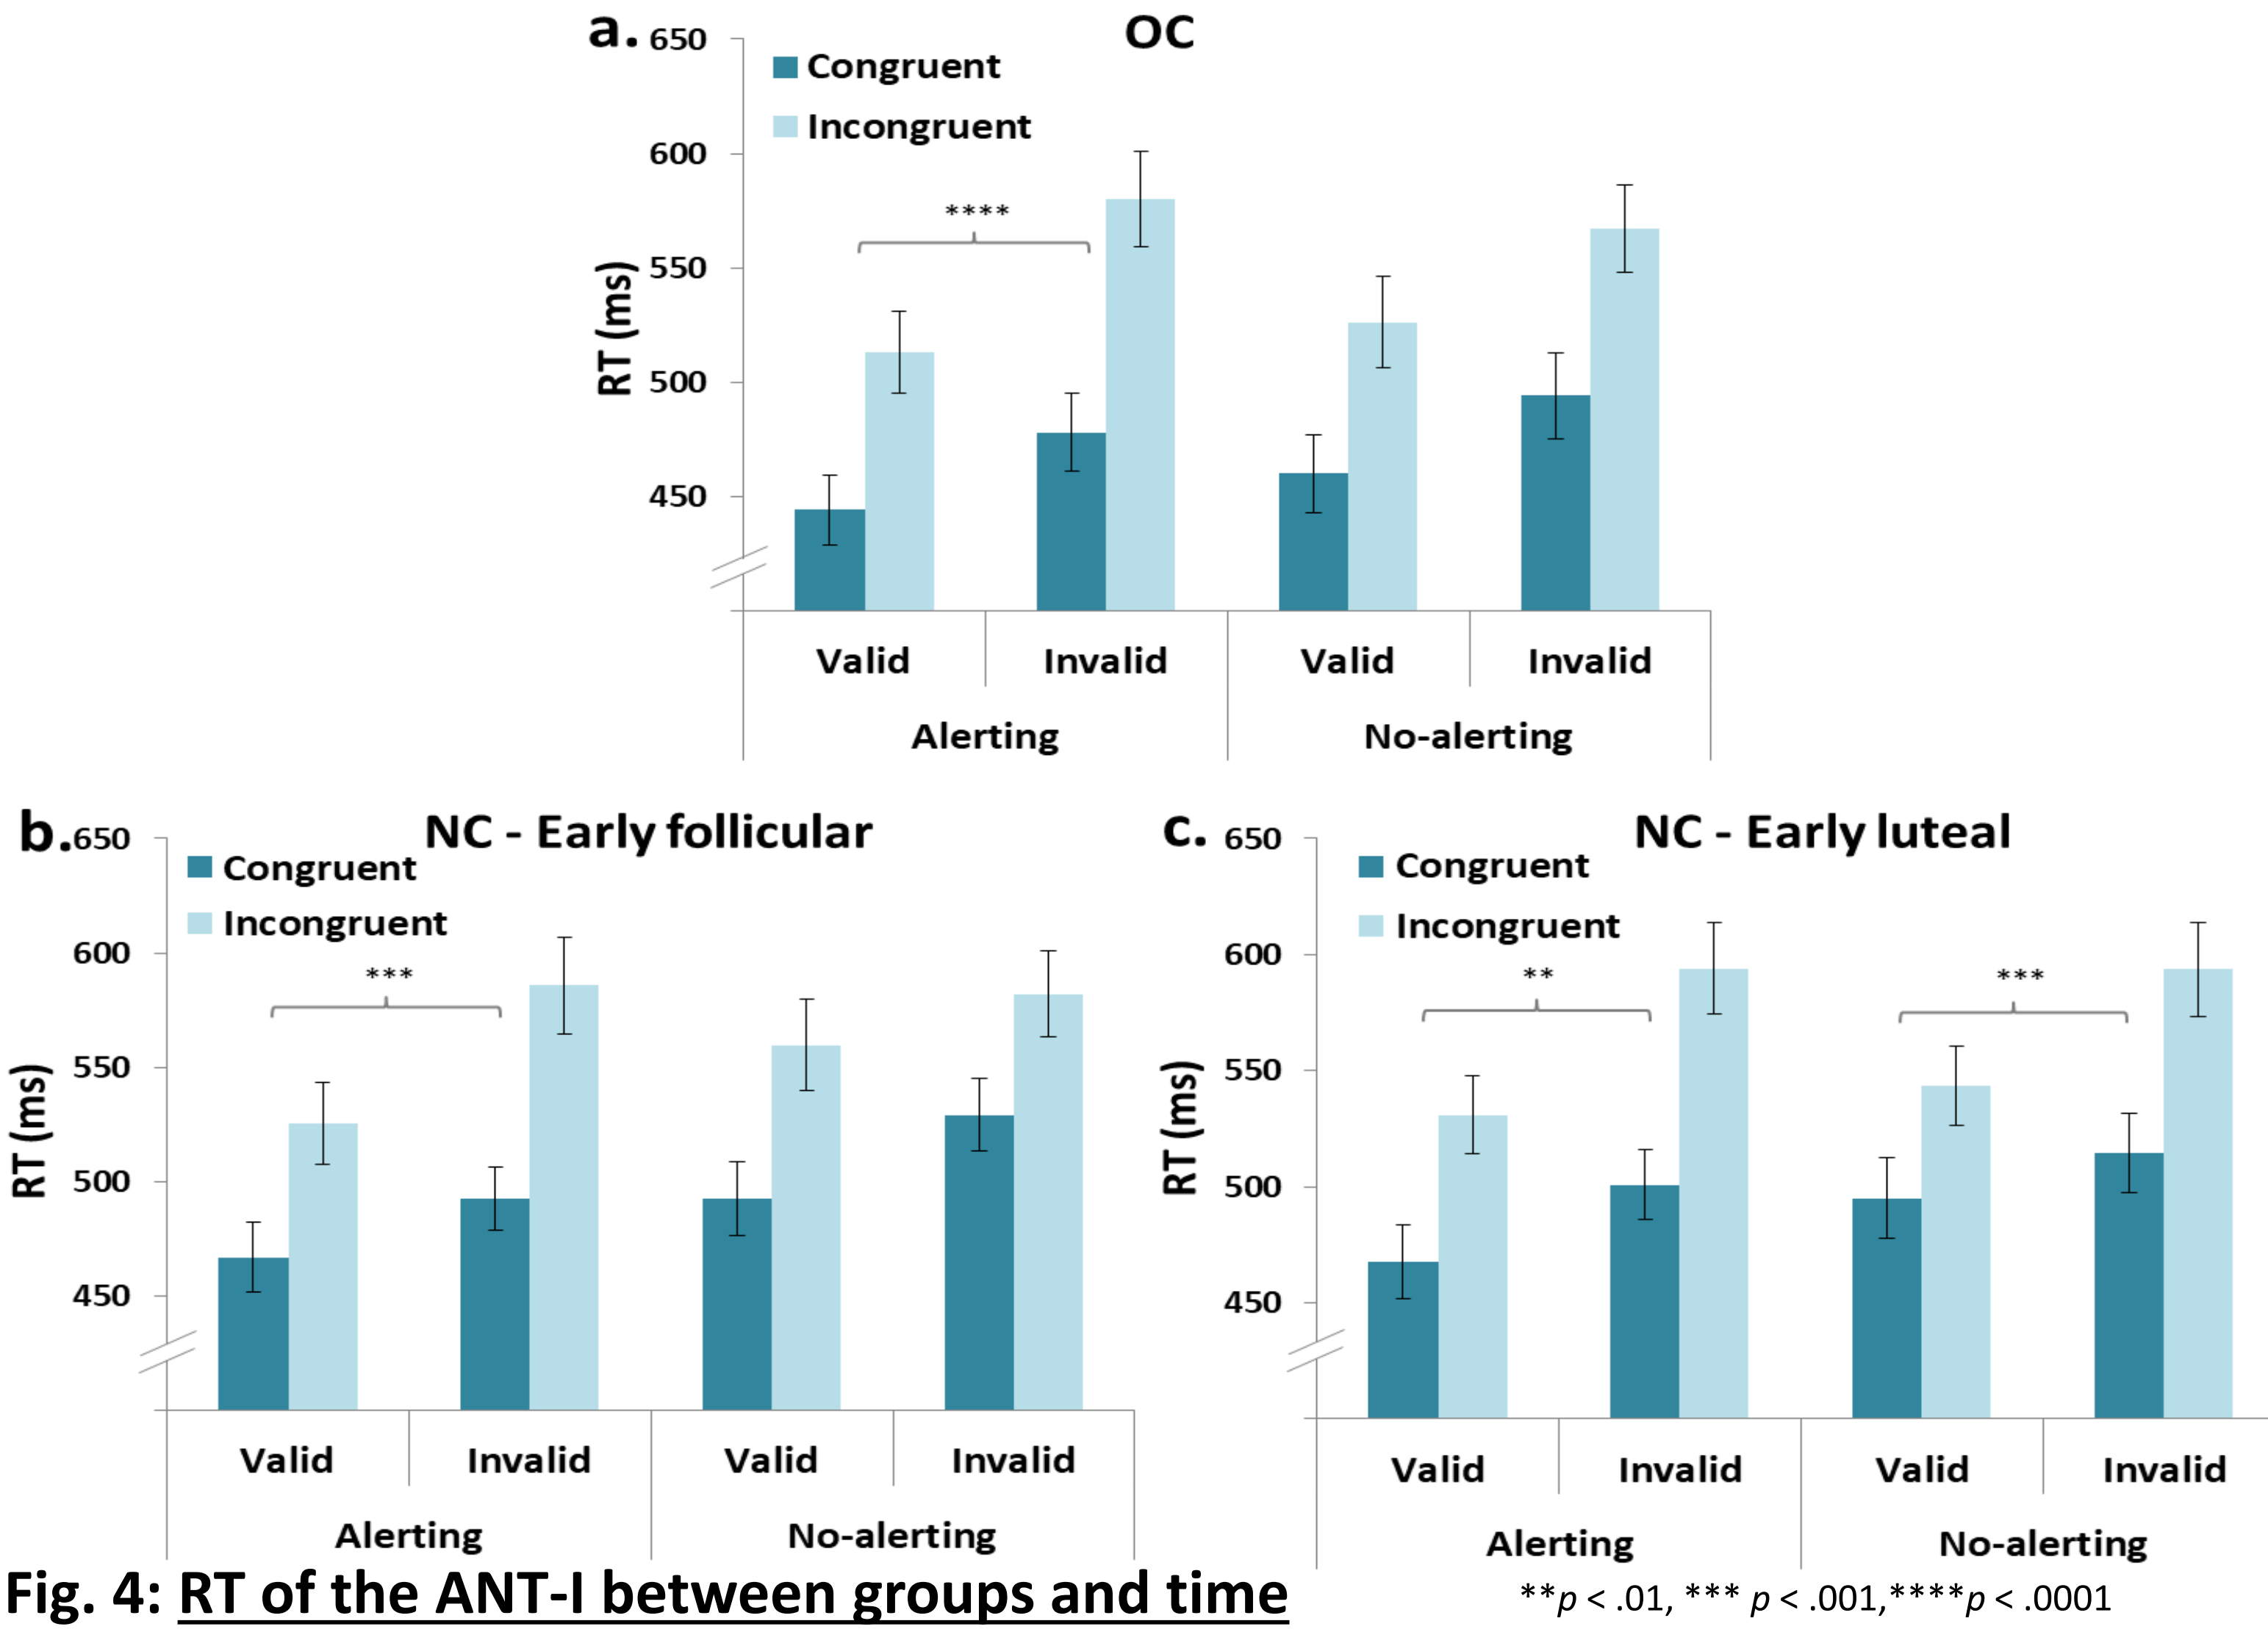 a. OC
650
Congruent
Incongruent
600
****
550
RT (ms)
500
450
Valid Invalid Valid Invalid
Alerting No-alerting
b. NC - Early follicular
650
Congruent
Incongruent
600
***
550
RT (ms)
500
450
Valid Invalid Valid Invalid
Alerting No-alerting
c. NC - Early luteal
650
Congruent
Incongruent
600
** ***
550
RT (ms)
500
450
Valid Invalid Valid Invalid
Alerting No-alerting
Fig. 4: RT of the ANT-I between groups and time
**p < .01, *** p < .001,****p < .0001